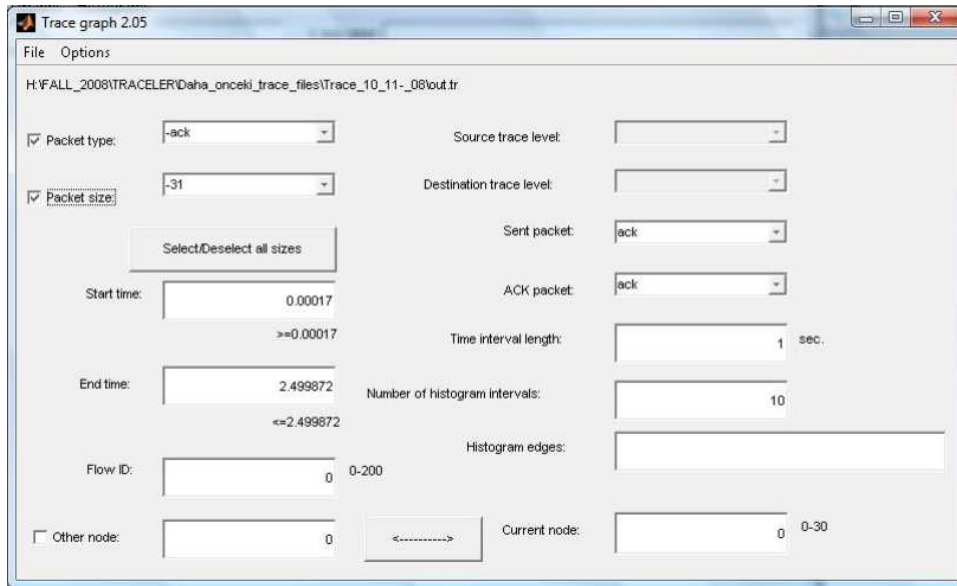 Trace graph 2.05
File Options
H:\FALL_2008\TRACELER\Daha_onceki_trace_files\Trace_10_11-_08\out.tr
Packet type: -ack
Source trace level:
Packet size: -31
Destination trace level:
Select/Deselect all sizes
Sent packet: ack
Start time: 0.00017
>=0.00017
ACK packet: ack
Time interval length: 1 sec.
End time: 2.499872
<=2.499872
Number of histogram intervals: 10
Histogram edges:
Flow ID: 0 0-200
Other node: 0
<---------->
Current node: 0 0-30